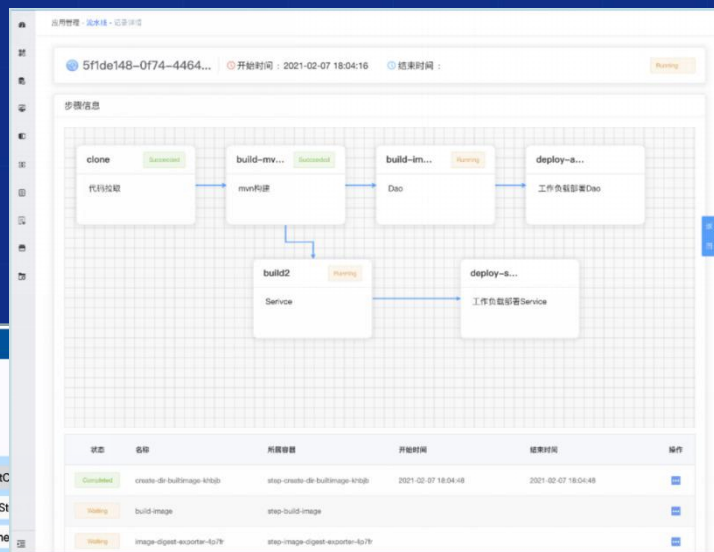 应用管理 - 流水线 - 记录详情
5f1de148-0f74-4464... 开始时间 : 2021-02-07 18:04:16 结束时间 : Running
步骤信息
clone Succeeded
代码拉取
build-mv... Succeeded
mvn构建
build-im... Running
Dao
deploy-a...
工作负载部署Dao
build2 Running
Serivce
deploy-s...
工作负载部署Service
状态 名称 所属容器 开始时间 结束时间 操作
Completed create-dir-builtimage-khbjb step-create-dir-builtimage-khbjb 2021-02-07 18:04:48 2021-02-07 18:04:48
Waiting build-image step-build-image
Waiting image-digest-exporter-4p7fr step-image-digest-exporter-4p7fr